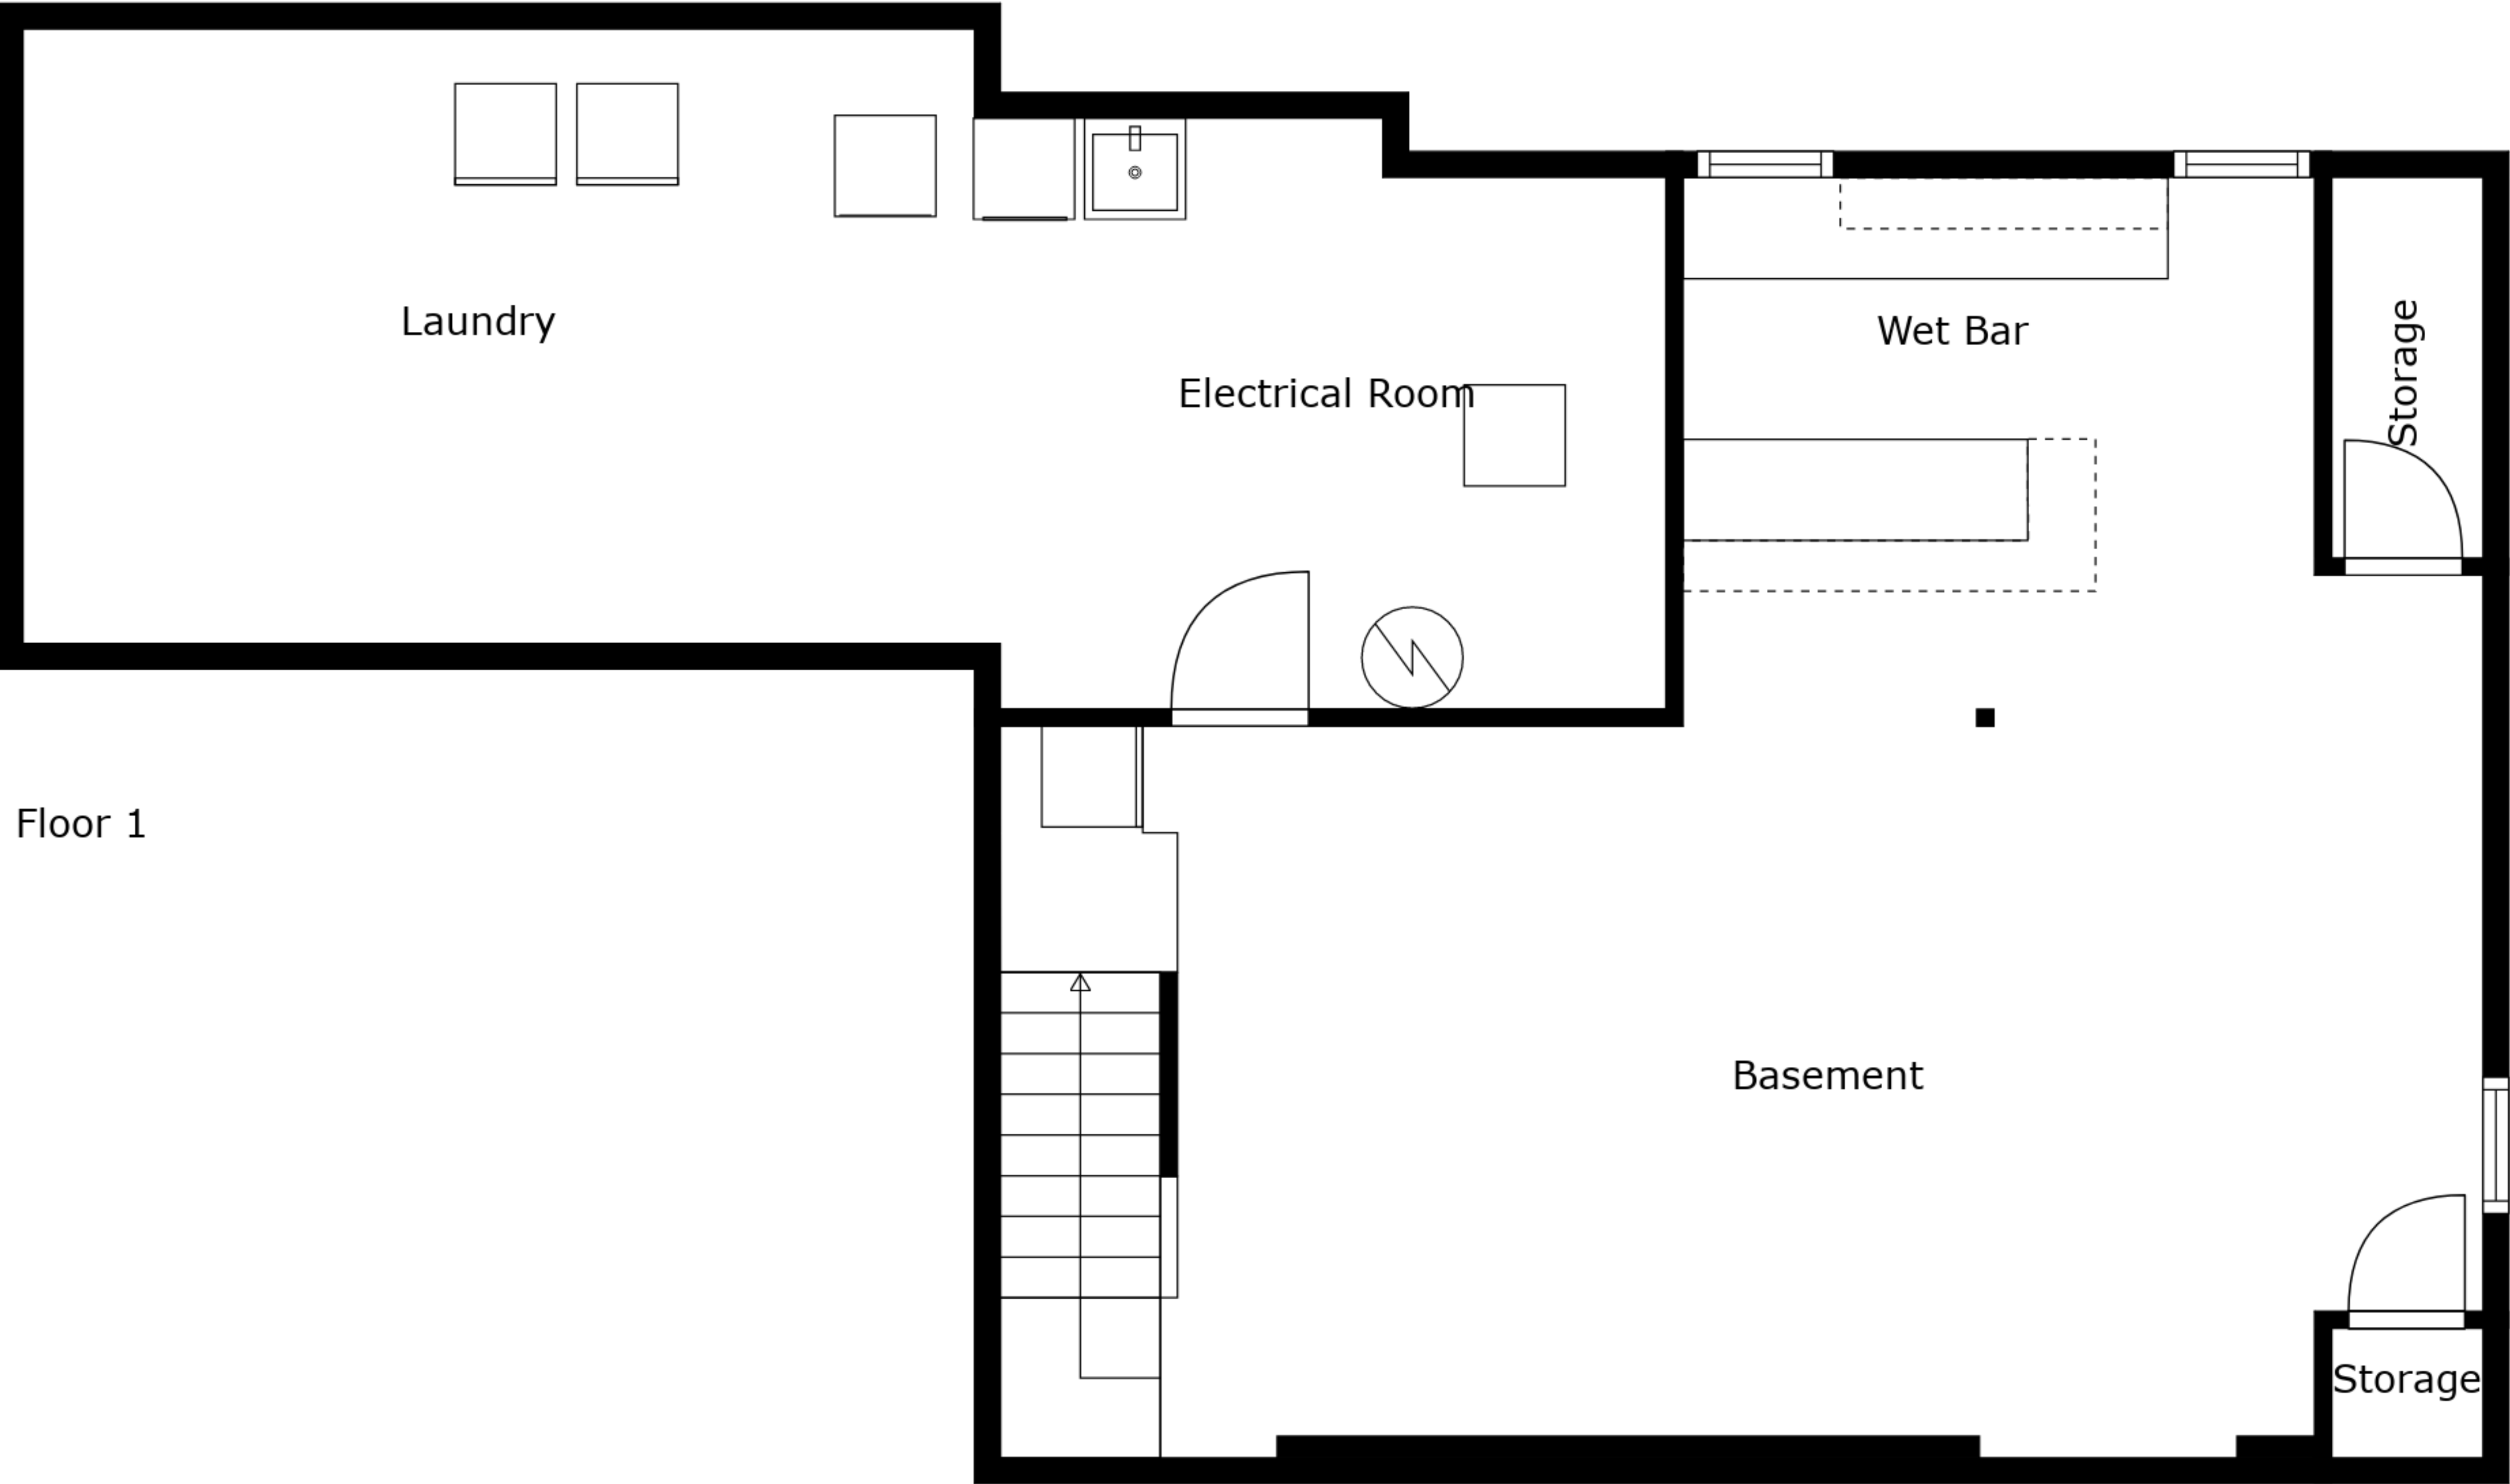 Laundry
Wet Bar
Storage
Electrical Room
Floor 1
Basement
Storage